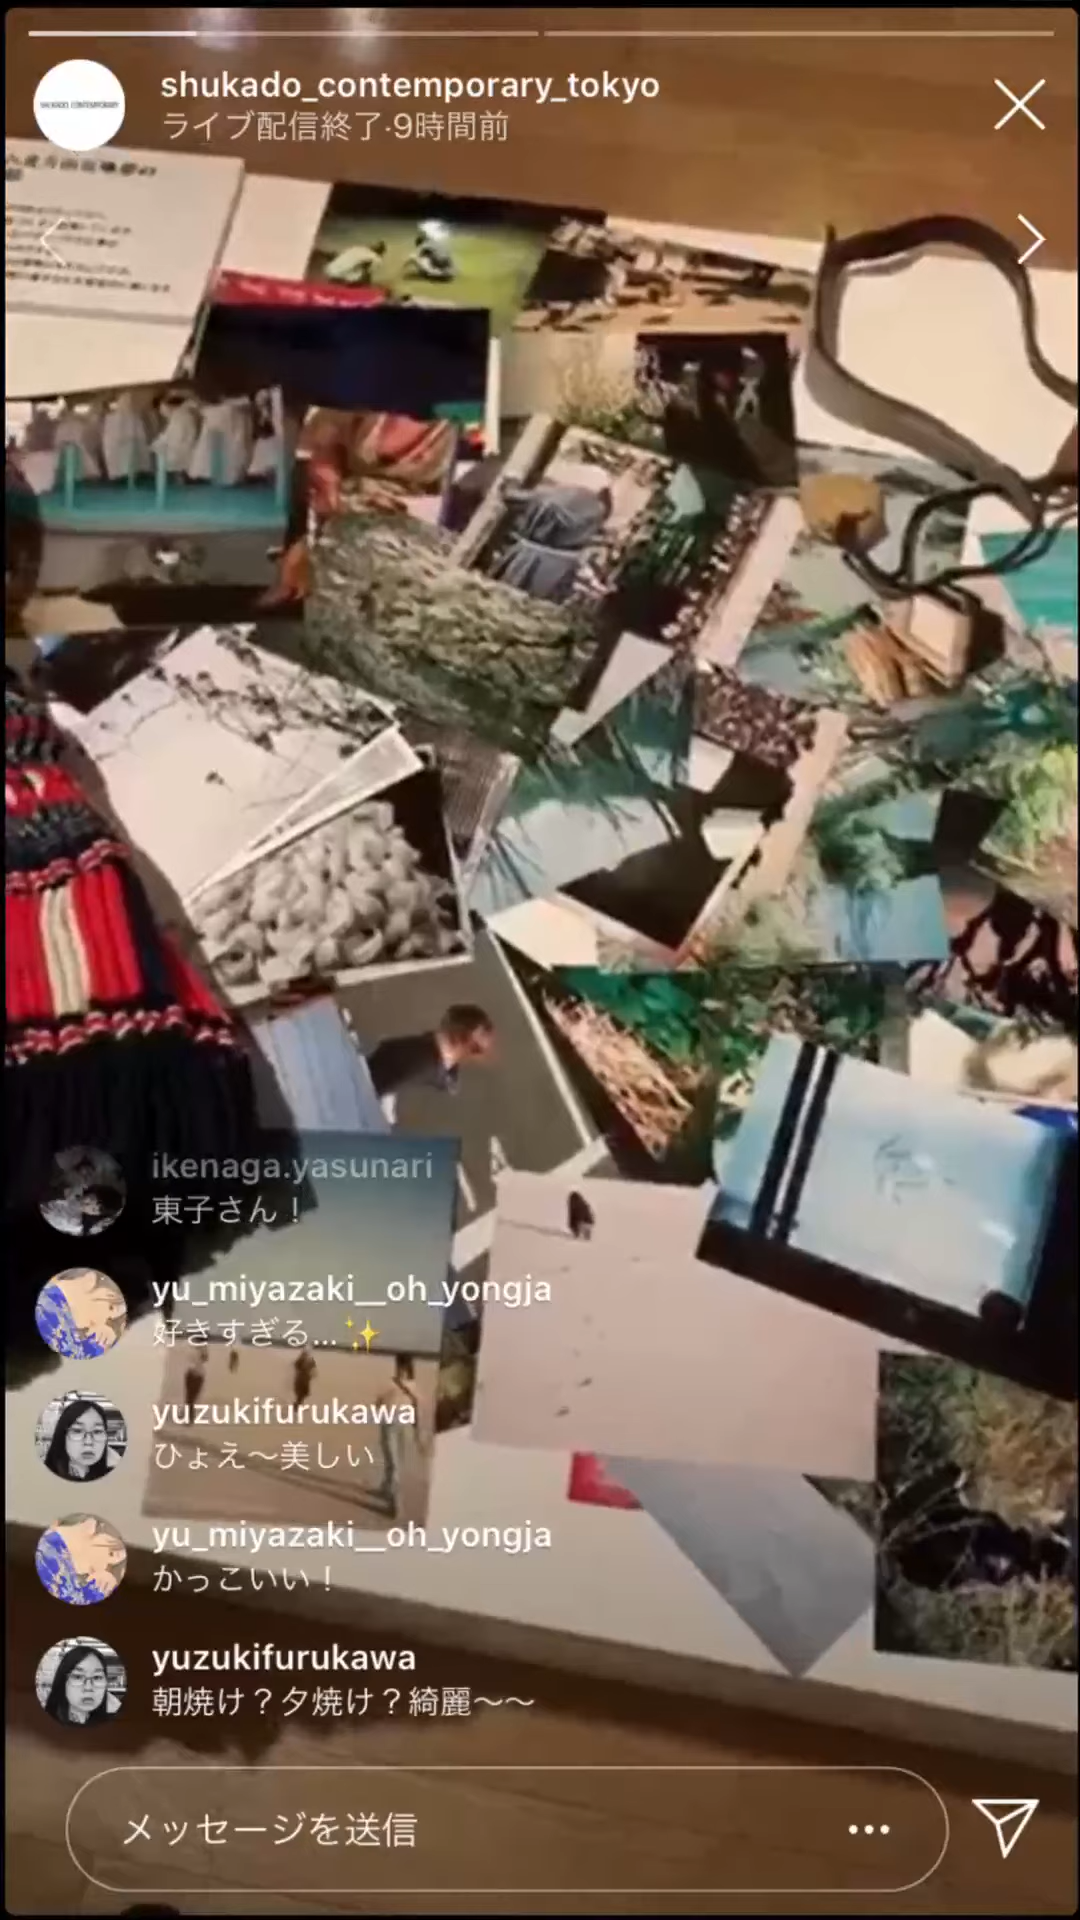 shukado_contemporary_tokyo
ライブ配信終了·9時間前
ikenaga.yasunari
東子さん！
yu_miyazaki__oh_yongja
好きすぎる...✨
yuzukifurukawa
ひょえ〜美しい
yu_miyazaki__oh_yongja
かっこいい！
yuzukifurukawa
朝焼け？夕焼け？綺麗〜〜
メッセージを送信